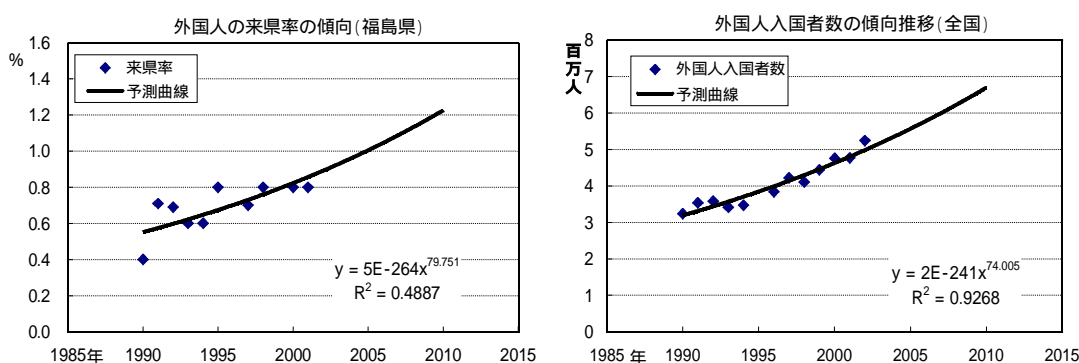 外国人の来県率の傾向(福島県)
%
1.6
1.4
1.2
1.0
0.8
0.6
0.4
0.2
0.0
来県率
予測曲線
y = 5E-264x^79.751
R² = 0.4887
1985年 1990 1995 2000 2005 2010 2015
外国人入国者数の傾向推移(全国)
百万人
8
7
6
5
4
3
2
1
0
外国人入国者数
予測曲線
y = 2E-241x^74.005
R² = 0.9268
1985 年 1990 1995 2000 2005 2010 2015